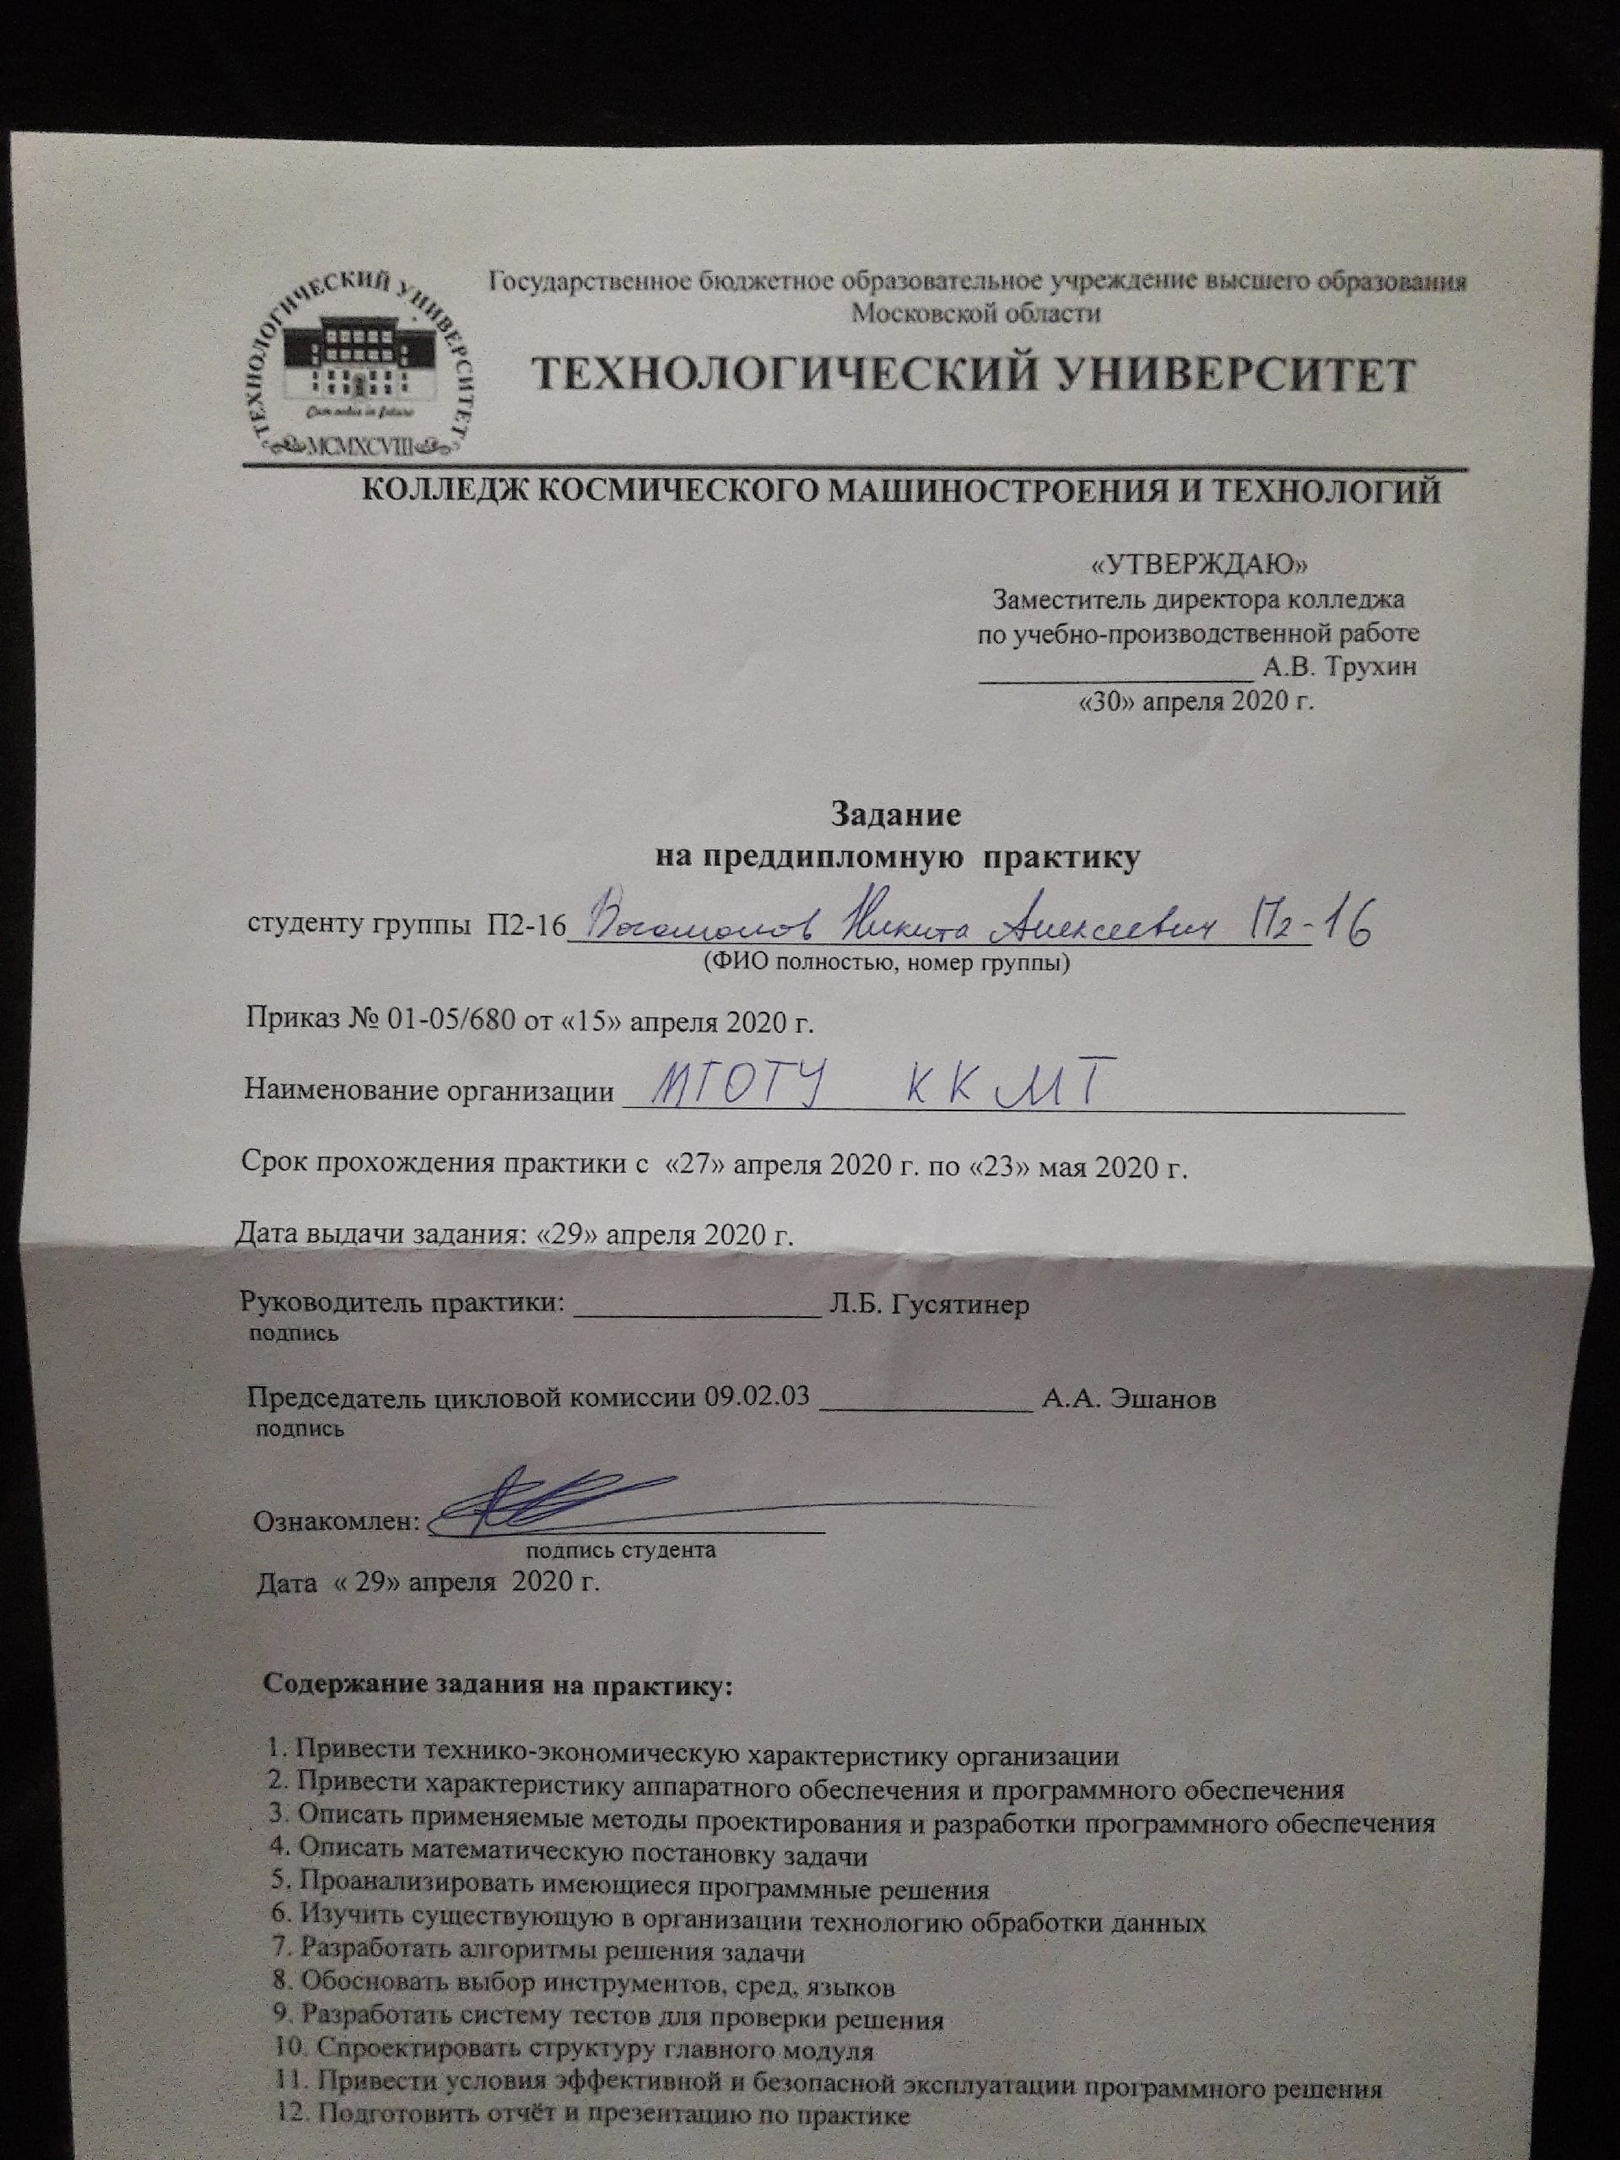 ТЕХНОЛОГИЧЕСКИЙ УНИВЕРСИТЕТ
MCMXCVIII
Государственное бюджетное образовательное учреждение высшего образования
Московской области
ТЕХНОЛОГИЧЕСКИЙ УНИВЕРСИТЕТ
КОЛЛЕДЖ КОСМИЧЕСКОГО МАШИНОСТРОЕНИЯ И ТЕХНОЛОГИЙ
«УТВЕРЖДАЮ»
Заместитель директора колледжа
по учебно-производственной работе
А.В. Трухин
«30» апреля 2020 г.
Задание
на преддипломную практику
студенту группы П2-16 Никита Алексеевич П2-16
(ФИО полностью, номер группы)
Приказ № 01-05/680 от «15» апреля 2020 г.
Наименование организации МГОТУ ККМТ
Срок прохождения практики с «27» апреля 2020 г. по «23» мая 2020 г.
Дата выдачи задания: «29» апреля 2020 г.
Руководитель практики: Л.Б. Гусятинер
подпись
Председатель цикловой комиссии 09.02.03 А.А. Эшанов
подпись
Ознакомлен:
подпись студента
Дата « 29» апреля 2020 г.
Содержание задания на практику:
1. Привести технико-экономическую характеристику организации
2. Привести характеристику аппаратного обеспечения и программного обеспечения
3. Описать применяемые методы проектирования и разработки программного обеспечения
4. Описать математическую постановку задачи
5. Проанализировать имеющиеся программные решения
6. Изучить существующую в организации технологию обработки данных
7. Разработать алгоритмы решения задачи
8. Обосновать выбор инструментов, сред, языков
9. Разработать систему тестов для проверки решения
10. Спроектировать структуру главного модуля
11. Привести условия эффективной и безопасной эксплуатации программного решения
12. Подготовить отчёт и презентацию по практике